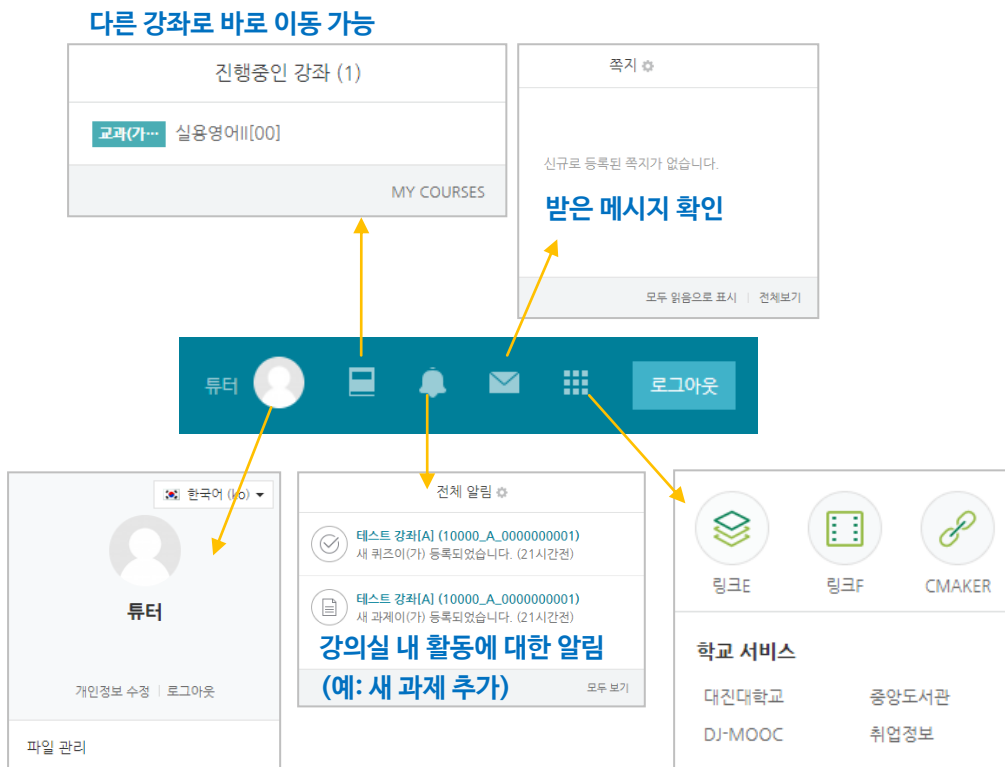 다른 강좌로 바로 이동 가능
진행중인 강좌 (1)
교과(가… 실용영어II[00]
MY COURSES
쪽지
신규로 등록된 쪽지가 없습니다.
받은 메시지 확인
모두 읽음으로 표시 | 전체보기
튜터
로그아웃
한국어 (ko)
튜터
개인정보 수정 | 로그아웃
파일 관리
전체 알림
테스트 강좌[A] (10000_A_0000000001)
새 퀴즈이(가) 등록되었습니다. (21시간전)
테스트 강좌[A] (10000_A_0000000001)
새 과제이(가) 등록되었습니다. (21시간전)
강의실 내 활동에 대한 알림
(예: 새 과제 추가)
모두 보기
링크E 링크F CMAKER
학교 서비스
대진대학교 중앙도서관
DJ-MOOC 취업정보